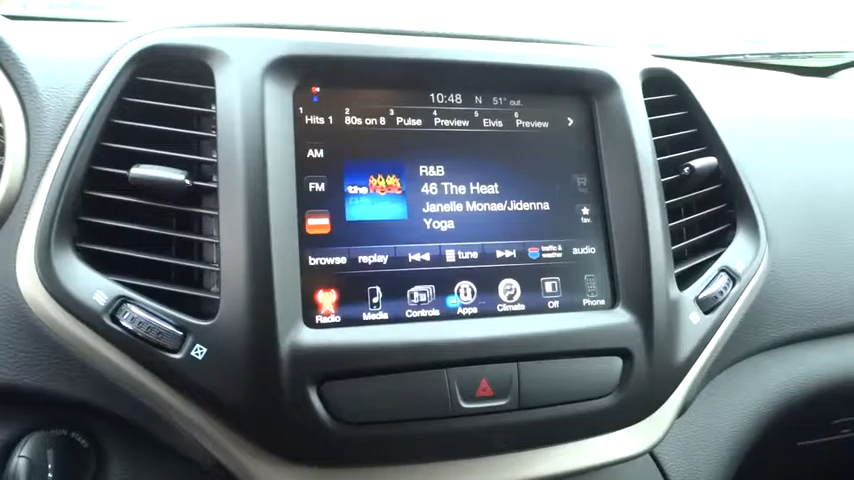 10:48 N 51° out.
1 Hits 1 2 80s on 8 3 Pulse 4 Preview 5 Elvis 6 Preview
AM
FM
R&B
46 The Heat
Janelle Monae/Jidenna
Yoga
the heat
fav.
browse replay tune traffic & weather audio
Radio Media Controls Apps Climate Off Phone